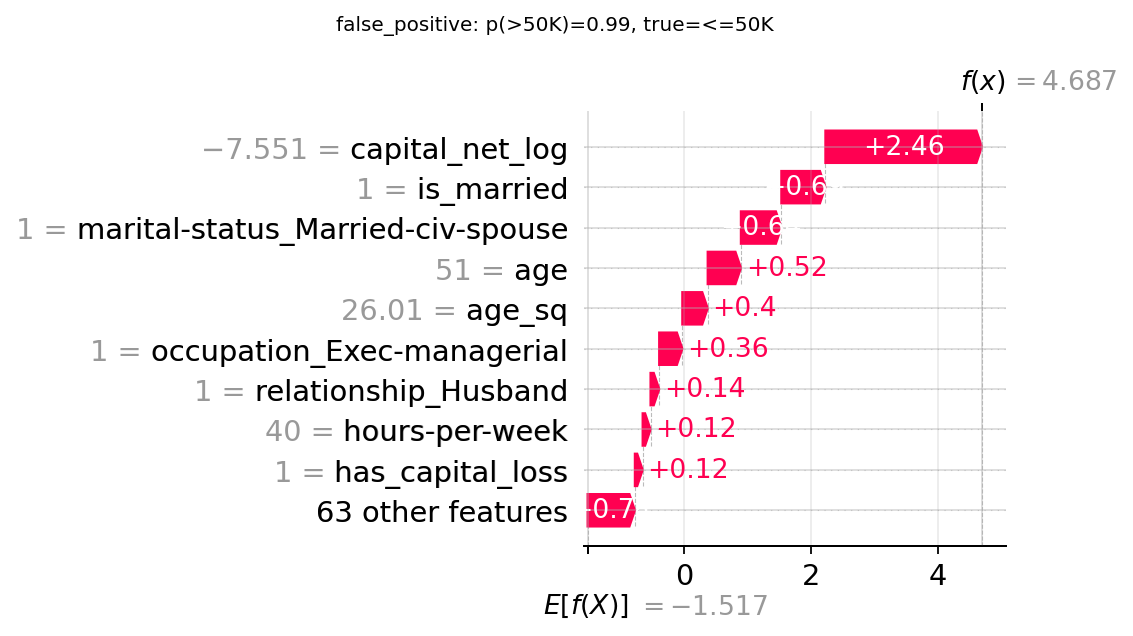 false_positive: p(>50K)=0.99, true=<=50K
f(x) = 4.687
−7.551 = capital_net_log
+2.46
1 = is_married
1 = marital-status_Married-civ-spouse
51 = age
+0.52
26.01 = age_sq
+0.4
1 = occupation_Exec-managerial
+0.36
1 = relationship_Husband
+0.14
40 = hours-per-week
+0.12
1 = has_capital_loss
+0.12
63 other features
0 2 4
E[f(X)] = −1.517